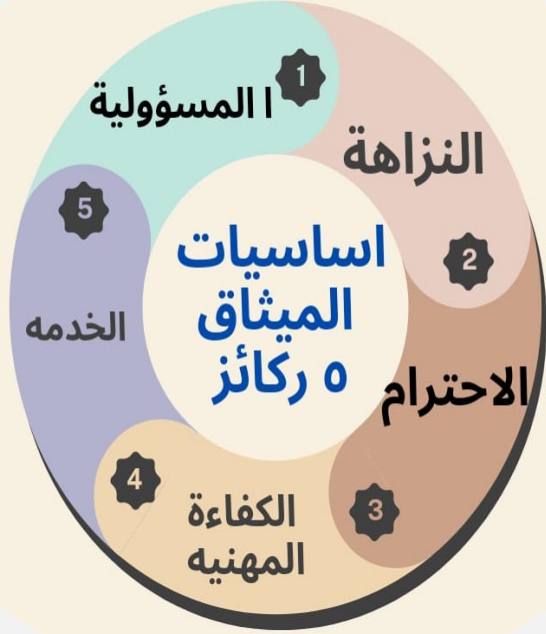 اساسيات
الميثاق
٥ ركائز
1
ا المسؤولية
2
النزاهة
3
الاحترام
4
الكفاءة
المهنيه
5
الخدمه